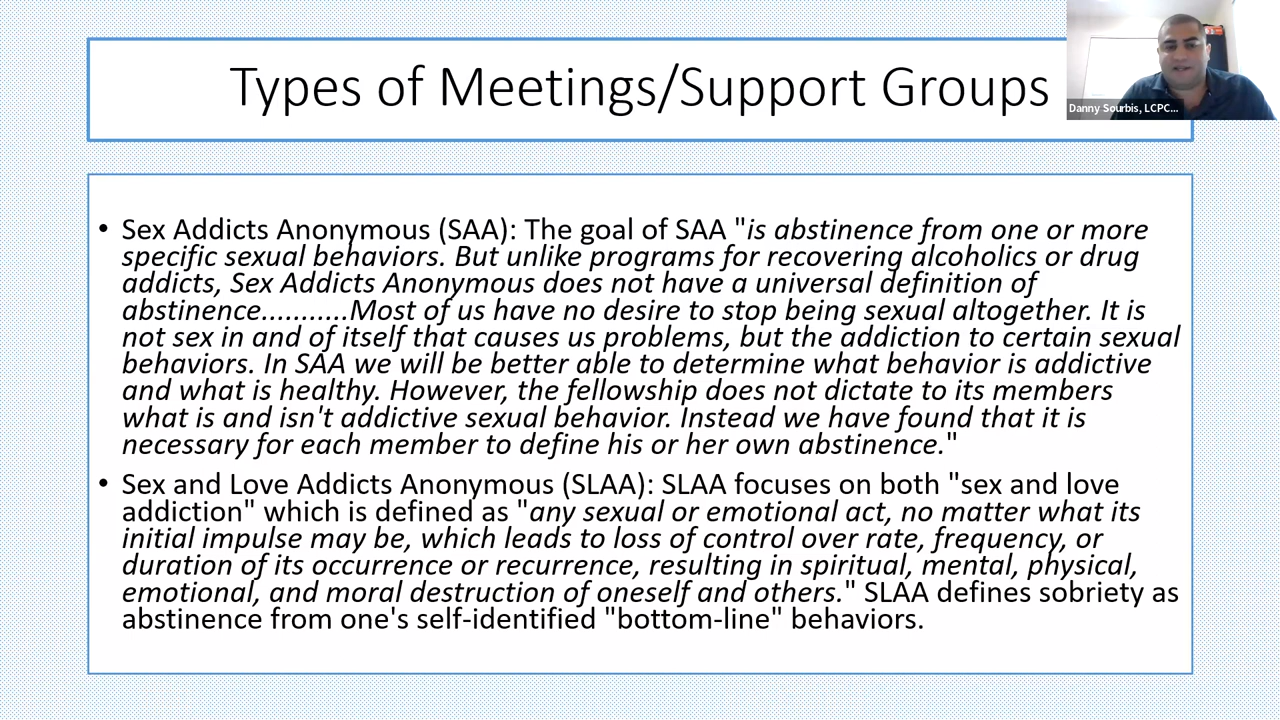 Types of Meetings/Support Groups
Danny Sourbis, LCPC...
• Sex Addicts Anonymous (SAA): The goal of SAA "is abstinence from one or more
specific sexual behaviors. But unlike programs for recovering alcoholics or drug
addicts, Sex Addicts Anonymous does not have a universal definition of
abstinence...........Most of us have no desire to stop being sexual altogether. It is
not sex in and of itself that causes us problems, but the addiction to certain sexual
behaviors. In SAA we will be better able to determine what behavior is addictive
and what is healthy. However, the fellowship does not dictate to its members
what is and isn't addictive sexual behavior. Instead we have found that it is
necessary for each member to define his or her own abstinence."
• Sex and Love Addicts Anonymous (SLAA): SLAA focuses on both "sex and love
addiction" which is defined as "any sexual or emotional act, no matter what its
initial impulse may be, which leads to loss of control over rate, frequency, or
duration of its occurrence or recurrence, resulting in spiritual, mental, physical,
emotional, and moral destruction of oneself and others." SLAA defines sobriety as
abstinence from one's self-identified "bottom-line" behaviors.